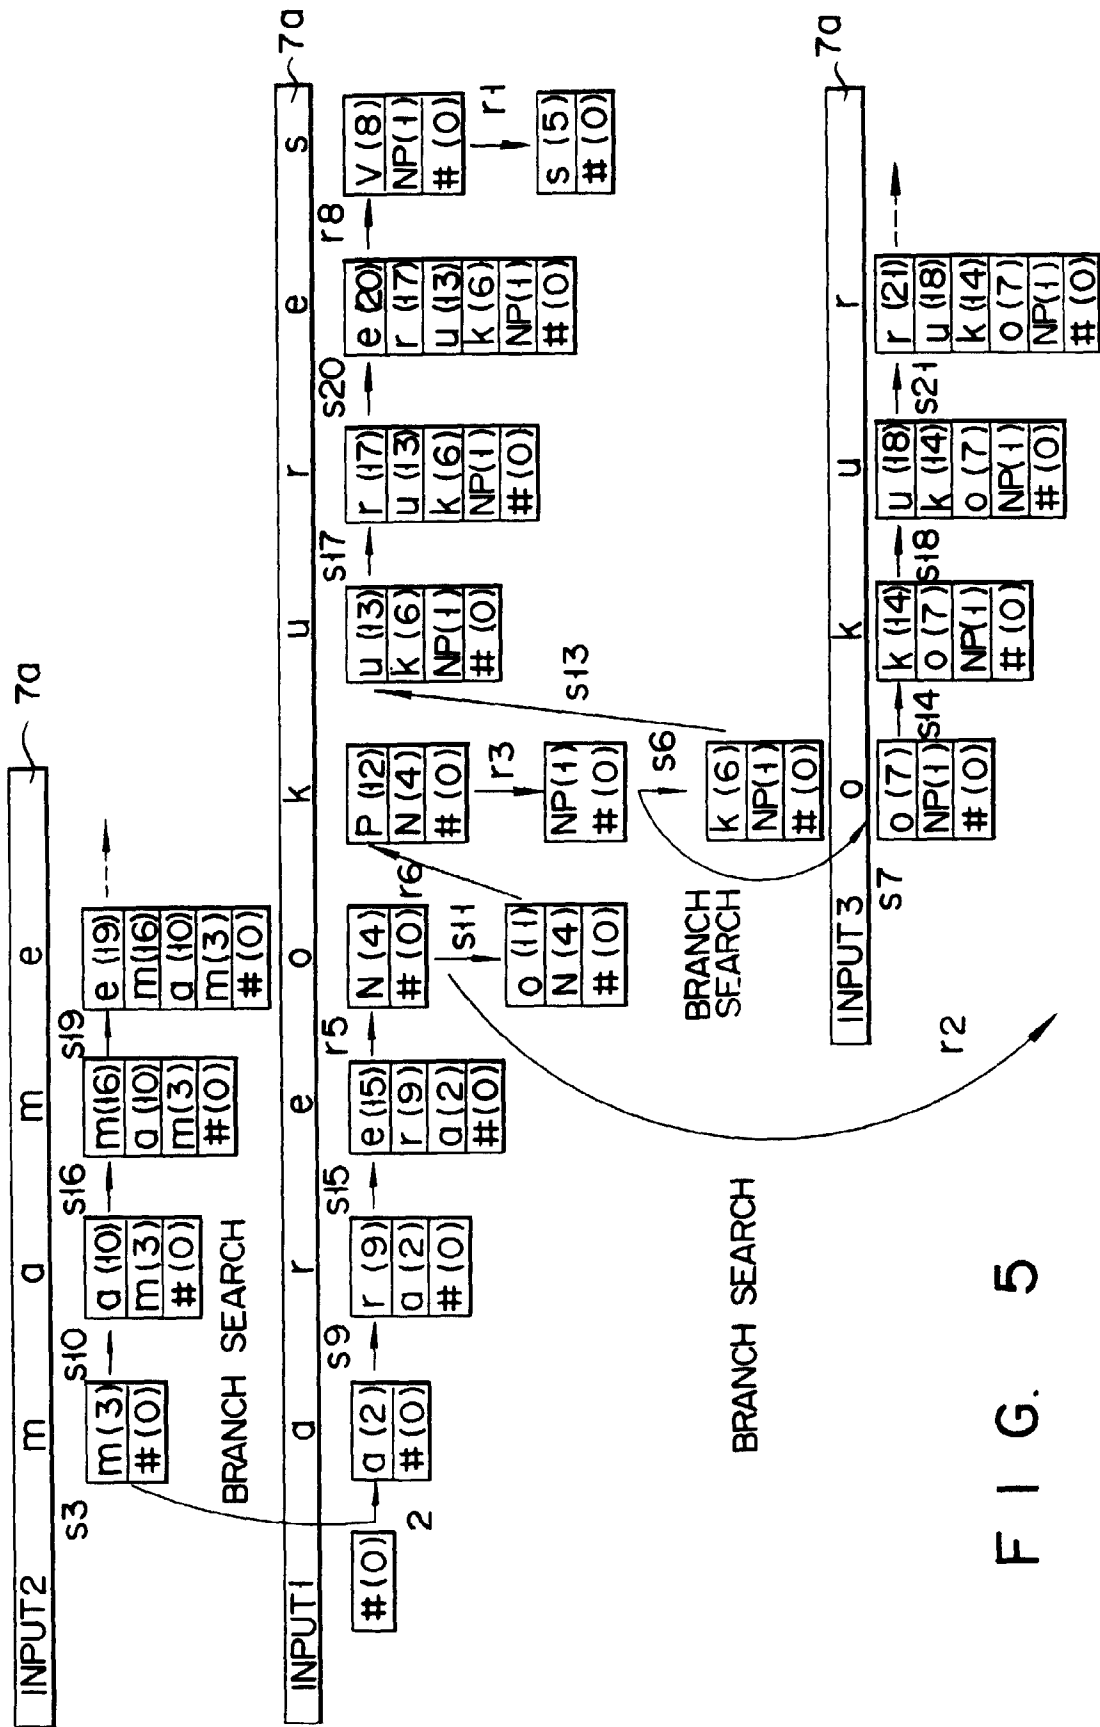 INPUT2 m a m e 7a
s3
m(3)
#(0)
s10
a(10)
m(3)
#(0)
s16
m(16)
a(10)
m(3)
#(0)
s19
e(19)
m(16)
a(10)
m(3)
#(0)
BRANCH SEARCH
INPUT1 a r e o k u r e s 7a
#(0)
2
a(2)
#(0)
s9
r(9)
a(2)
#(0)
s15
e(15)
r(9)
a(2)
#(0)
r5
N(4)
#(0)
s11
o(11)
N(4)
#(0)
r6
P(12)
N(4)
#(0)
r3
NP(1)
#(0)
s6
k(6)
NP(1)
#(0)
s13
u(13)
k(6)
NP(1)
#(0)
s17
r(17)
u(13)
k(6)
NP(1)
#(0)
s20
e(20)
r(17)
u(13)
k(6)
NP(1)
#(0)
r8
V(8)
NP(1)
#(0)
r1
s(5)
#(0)
BRANCH
SEARCH
INPUT3 o k u r 7a
s7
o(7)
NP(1)
#(0)
s14
k(14)
o(7)
NP(1)
#(0)
s18
u(18)
k(14)
o(7)
NP(1)
#(0)
s21
r(21)
u(18)
k(14)
o(7)
NP(1)
#(0)
r2
BRANCH SEARCH
FIG. 5